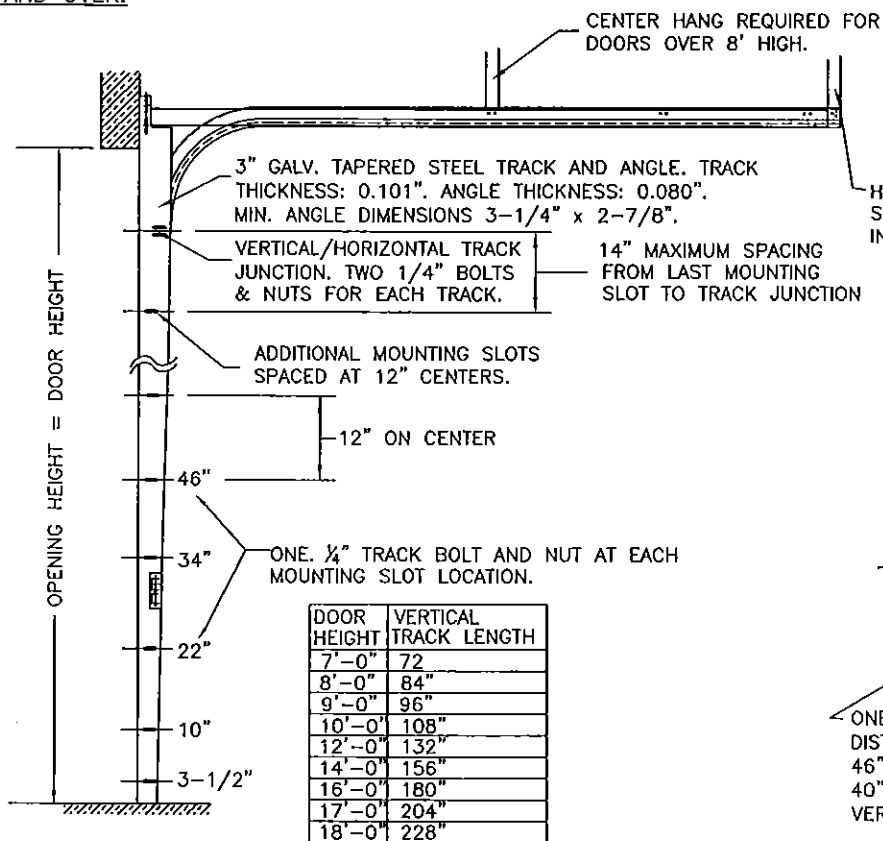 AND OVER:
CENTER HANG REQUIRED FOR
DOORS OVER 8' HIGH.
3" GALV. TAPERED STEEL TRACK AND ANGLE. TRACK
THICKNESS: 0.101". ANGLE THICKNESS: 0.080".
MIN. ANGLE DIMENSIONS 3-1/4" x 2-7/8".
VERTICAL/HORIZONTAL TRACK
JUNCTION. TWO 1/4" BOLTS
& NUTS FOR EACH TRACK.
14" MAXIMUM SPACING
FROM LAST MOUNTING
SLOT TO TRACK JUNCTION
H
S
IN
ADDITIONAL MOUNTING SLOTS
SPACED AT 12" CENTERS.
OPENING HEIGHT = DOOR HEIGHT
12" ON CENTER
46"
34"
ONE. 1/4" TRACK BOLT AND NUT AT EACH
MOUNTING SLOT LOCATION.
22"
10"
3-1/2"
DOOR HEIGHT VERTICAL TRACK LENGTH
7'-0" 72
8'-0" 84"
9'-0" 96"
10'-0" 108"
12'-0" 132"
14'-0" 156"
16'-0" 180"
17'-0" 204"
18'-0" 228"
ONE
DIST
46"
40"
VER